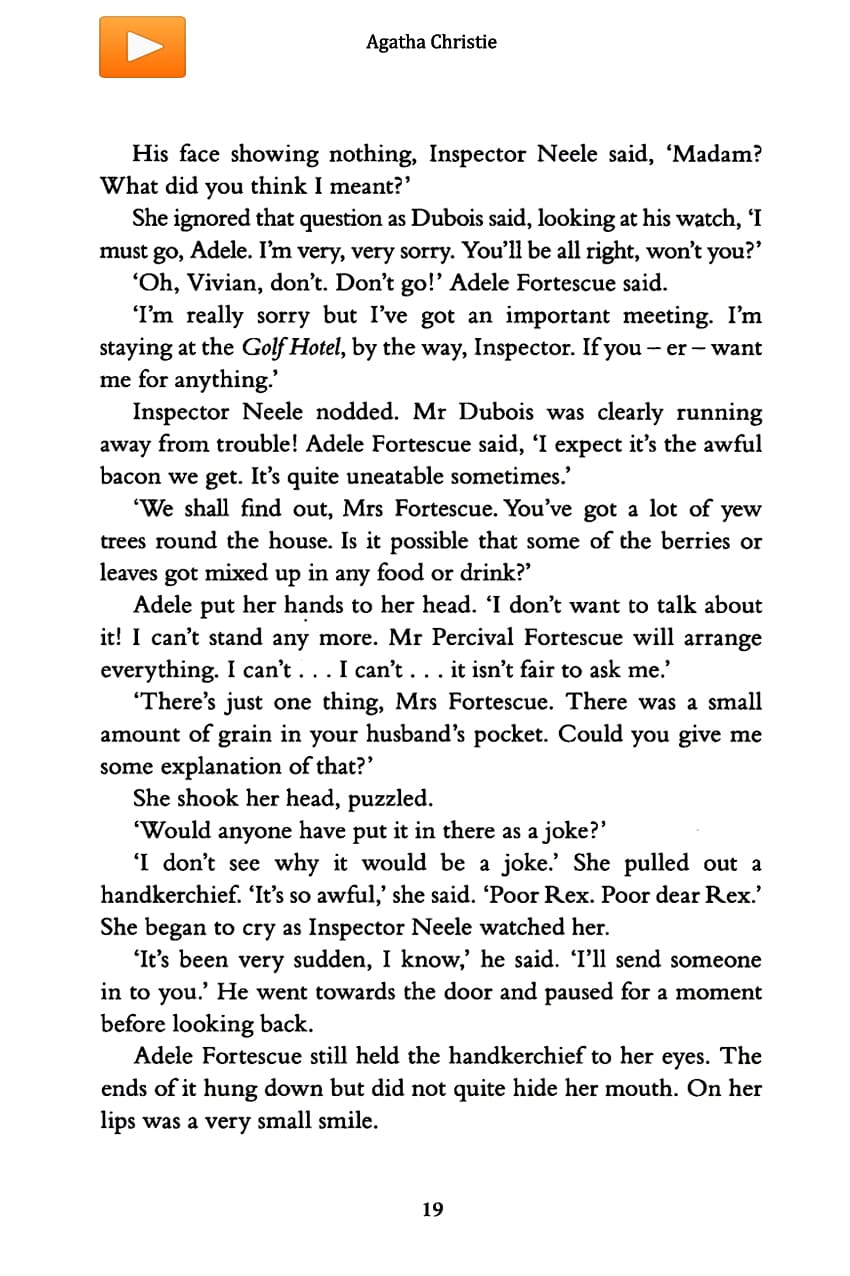 Agatha Christie
His face showing nothing, Inspector Neele said, ‘Madam?
What did you think I meant?’
She ignored that question as Dubois said, looking at his watch, ‘I
must go, Adele. I’m very, very sorry. You’ll be all right, won’t you?’
‘Oh, Vivian, don’t. Don’t go!’ Adele Fortescue said.
‘I’m really sorry but I’ve got an important meeting. I’m
staying at the Golf Hotel, by the way, Inspector. If you – er – want
me for anything.’
Inspector Neele nodded. Mr Dubois was clearly running
away from trouble! Adele Fortescue said, ‘I expect it’s the awful
bacon we get. It’s quite uneatable sometimes.’
‘We shall find out, Mrs Fortescue. You’ve got a lot of yew
trees round the house. Is it possible that some of the berries or
leaves got mixed up in any food or drink?’
Adele put her hands to her head. ‘I don’t want to talk about
it! I can’t stand any more. Mr Percival Fortescue will arrange
everything. I can’t . . . I can’t . . . it isn’t fair to ask me.’
‘There’s just one thing, Mrs Fortescue. There was a small
amount of grain in your husband’s pocket. Could you give me
some explanation of that?’
She shook her head, puzzled.
‘Would anyone have put it in there as a joke?’
‘I don’t see why it would be a joke.’ She pulled out a
handkerchief. ‘It’s so awful,’ she said. ‘Poor Rex. Poor dear Rex.’
She began to cry as Inspector Neele watched her.
‘It’s been very sudden, I know,’ he said. ‘I’ll send someone
in to you.’ He went towards the door and paused for a moment
before looking back.
Adele Fortescue still held the handkerchief to her eyes. The
ends of it hung down but did not quite hide her mouth. On her
lips was a very small smile.
19